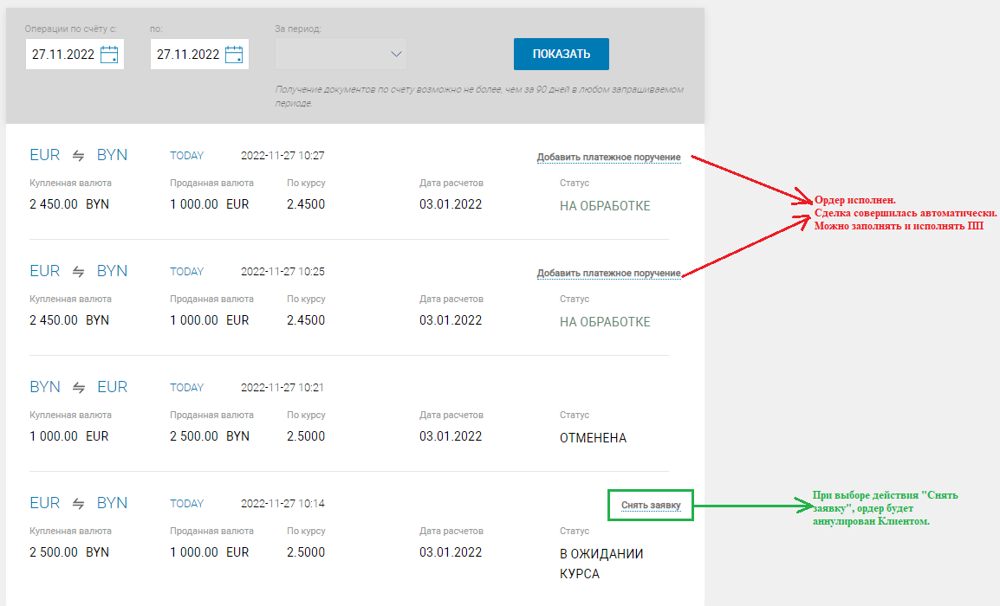 Операции по счёту с: по: За период:
27.11.2022 27.11.2022 ПОКАЗАТЬ
Получение документов по счету возможно не более, чем за 90 дней в любом запрашиваемом
периоде.
EUR BYN TODAY 2022-11-27 10:27 Добавить платежное поручение
Купленная валюта Проданная валюта По курсу Дата расчетов Статус
2 450.00 BYN 1 000.00 EUR 2.4500 03.01.2022 НА ОБРАБОТКЕ
Ордер исполнен.
Сделка совершилась автоматически.
Можно заполнять и исполнять ПП
EUR BYN TODAY 2022-11-27 10:25 Добавить платежное поручение
Купленная валюта Проданная валюта По курсу Дата расчетов Статус
2 450.00 BYN 1 000.00 EUR 2.4500 03.01.2022 НА ОБРАБОТКЕ
BYN EUR TODAY 2022-11-27 10:21
Купленная валюта Проданная валюта По курсу Дата расчетов Статус
1 000.00 EUR 2 500.00 BYN 2.5000 03.01.2022 ОТМЕНЕНА
EUR BYN TODAY 2022-11-27 10:14 Снять заявку
Купленная валюта Проданная валюта По курсу Дата расчетов Статус
2 500.00 BYN 1 000.00 EUR 2.5000 03.01.2022 В ОЖИДАНИИ
КУРСА
При выборе действия "Снять
заявку", ордер будет
аннулирован Клиентом.